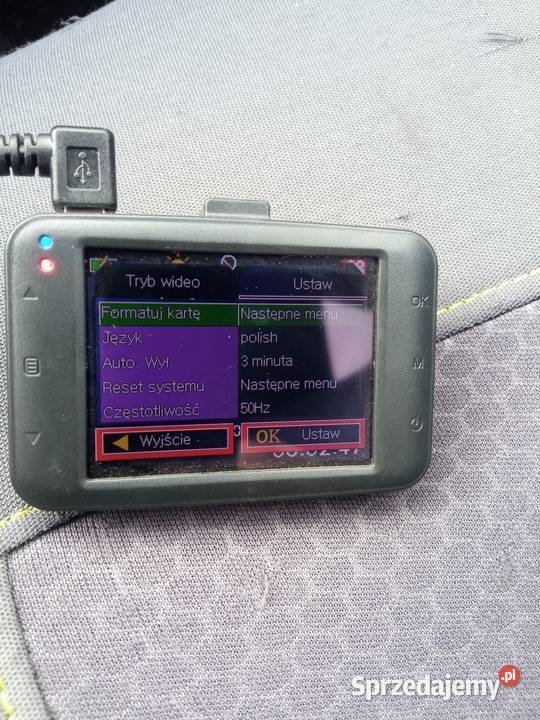 Tryb wideo Ustaw
Formatuj kartę Następne menu
Język polish
Auto. Wył. 3 minuta
Reset systemu Następne menu
Częstotliwość 50Hz
Wyjście OK Ustaw
OK
M
Sprzedajemy.pl